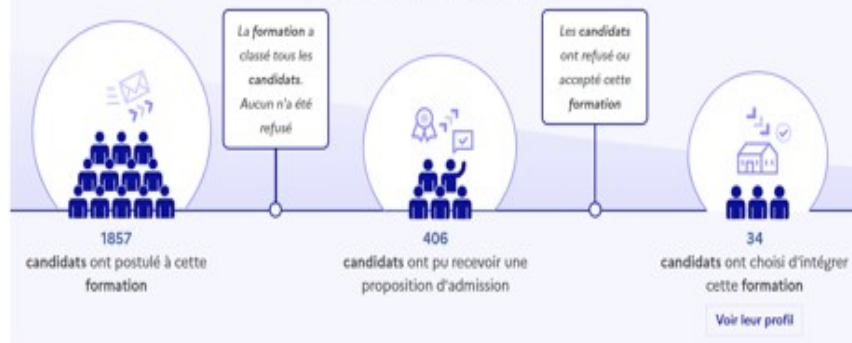 La formation a
classé tous les
candidats.
Aucun n'a été
refusé
Les candidats
ont refusé ou
accepté cette
formation
1857
candidats ont postulé à cette
formation
406
candidats ont pu recevoir une
proposition d'admission
34
candidats ont choisi d'intégrer
cette formation
Voir leur profil